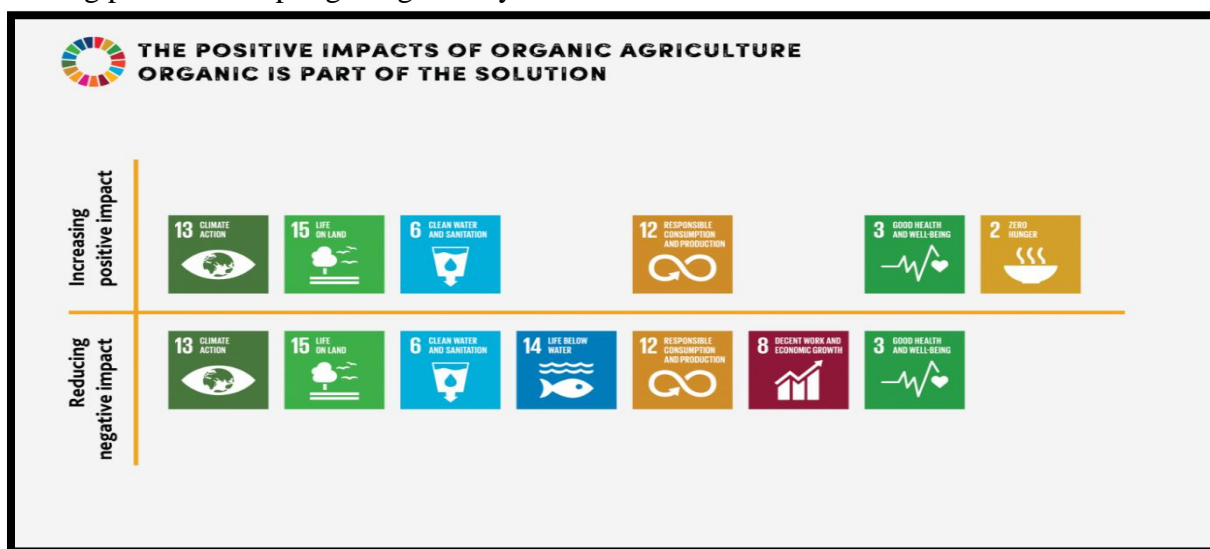 THE POSITIVE IMPACTS OF ORGANIC AGRICULTURE
ORGANIC IS PART OF THE SOLUTION
Increasing
positive impact
13 CLIMATE
ACTION
15 LIFE
ON LAND
6 CLEAN WATER
AND SANITATION
12 RESPONSIBLE
CONSUMPTION
AND PRODUCTION
3 GOOD HEALTH
AND WELL-BEING
2 ZERO
HUNGER
Reducing
negative impact
13 CLIMATE
ACTION
15 LIFE
ON LAND
6 CLEAN WATER
AND SANITATION
14 LIFE BELOW
WATER
12 RESPONSIBLE
CONSUMPTION
AND PRODUCTION
8 DECENT WORK AND
ECONOMIC GROWTH
3 GOOD HEALTH
AND WELL-BEING